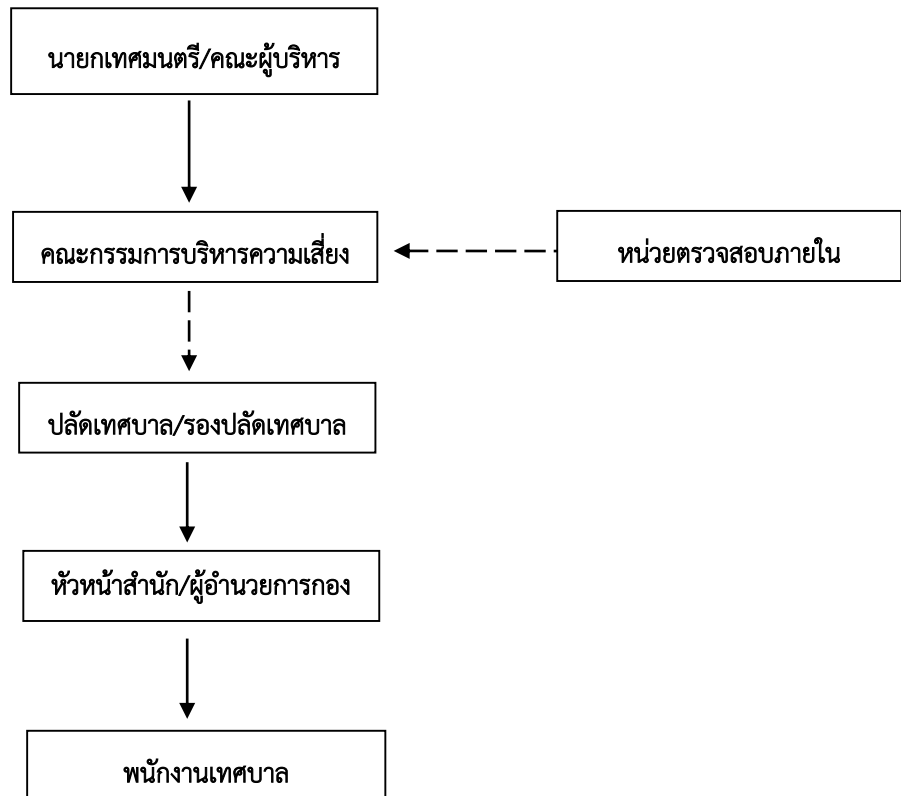 นายกเทศมนตรี/คณะผู้บริหาร
คณะกรรมการบริหารความเสี่ยง
หน่วยตรวจสอบภายใน
ปลัดเทศบาล/รองปลัดเทศบาล
หัวหน้าสำนัก/ผู้อำนวยการกอง
พนักงานเทศบาล